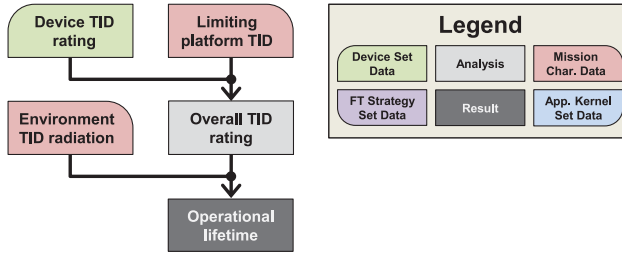 Device TID
rating
Limiting
platform TID
Environment
TID radiation
Overall TID
rating
Operational
lifetime
Legend
Device Set
Data
Analysis
Mission
Char. Data
FT Strategy
Set Data
Result
App. Kernel
Set Data